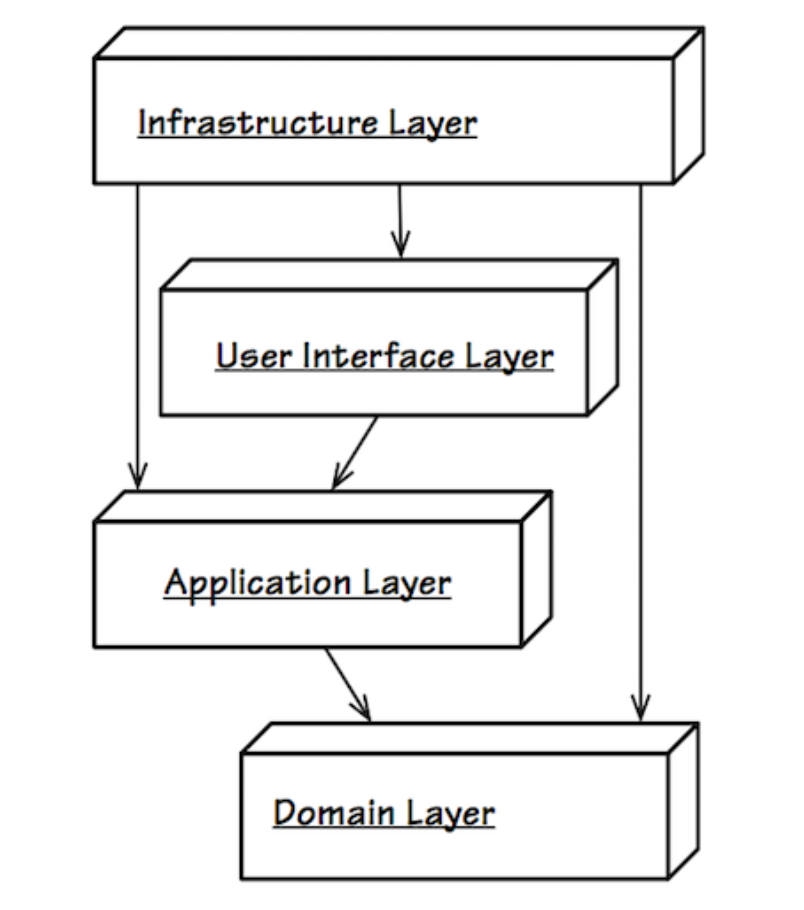 Infrastructure Layer
User Interface Layer
Application Layer
Domain Layer